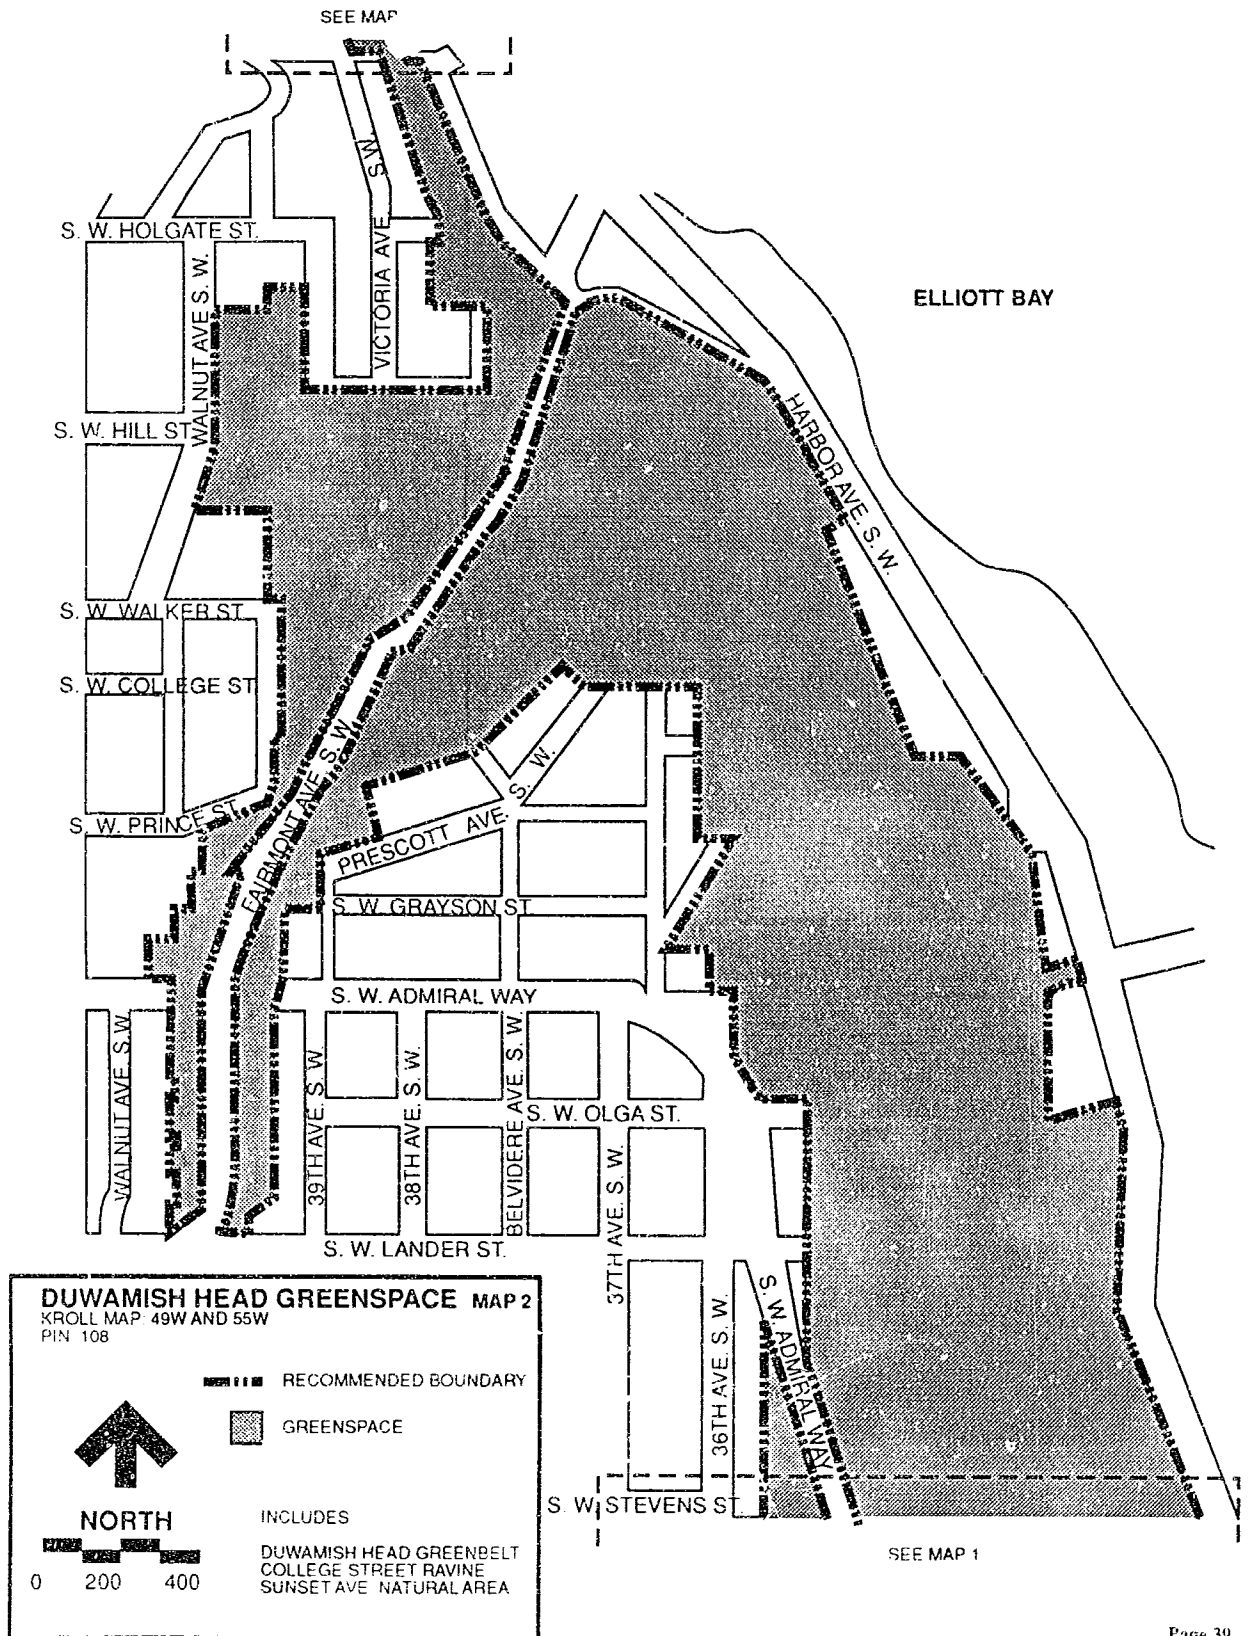 SEE MAP
S. W. HOLGATE ST.
WALNUT AVE S. W.
VICTORIA AVE S.W.
ELLIOTT BAY
S. W. HILL ST
HARBOR AVE. S. W.
S. W. WALKER ST
S. W. COLLEGE ST
FAIRMONT AVE. S. W.
S. W. PRINCE ST.
PRESCOTT AVE. S. W.
S. W. GRAYSON ST.
S. W. ADMIRAL WAY
WALNUT AVE. S.W.
39TH AVE. S. W.
38TH AVE. S. W.
BELVIDERE AVE. S. W.
S. W. OLGA ST.
37TH AVE. S. W.
S. W. LANDER ST.
36TH AVE. S. W.
S. W. ADMIRAL WAY
S. W. STEVENS ST.
SEE MAP 1
DUWAMISH HEAD GREENSPACE MAP 2
KROLL MAP: 49W AND 55W
PIN 108
RECOMMENDED BOUNDARY
GREENSPACE
NORTH
0 200 400
INCLUDES
DUWAMISH HEAD GREENBELT
COLLEGE STREET RAVINE
SUNSET AVE NATURAL AREA
Page 39